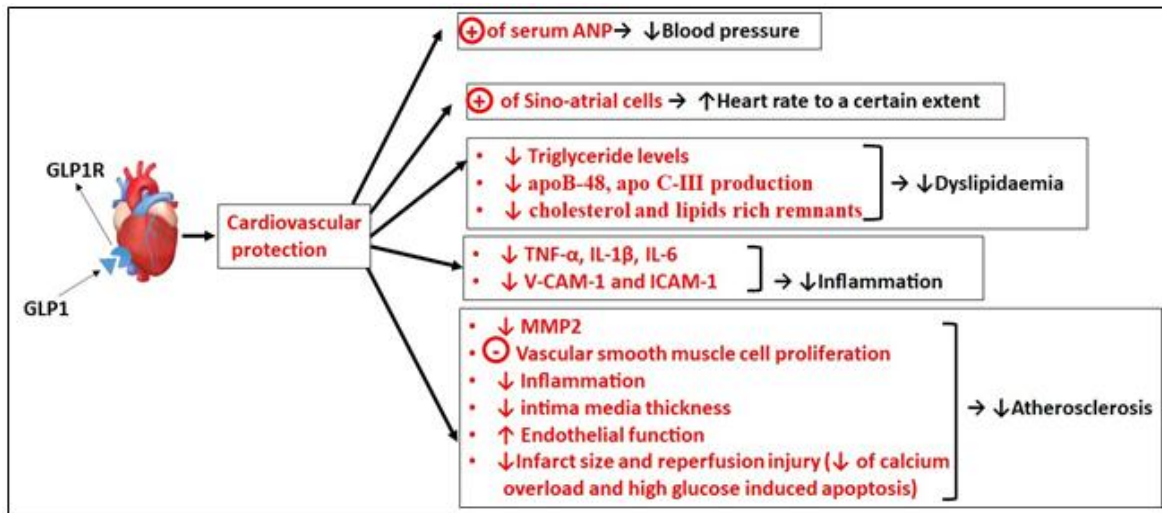 ⊕ of serum ANP → ↓Blood pressure
⊕ of Sino-atrial cells → ↑Heart rate to a certain extent
GLP1R
GLP1
Cardiovascular
protection
• ↓ Triglyceride levels
• ↓ apoB-48, apo C-III production
• ↓ cholesterol and lipids rich remnants
→ ↓Dyslipidaemia
• ↓ TNF-α, IL-1β, IL-6
• ↓ V-CAM-1 and ICAM-1
→ ↓Inflammation
• ↓ MMP2
• ⊖ Vascular smooth muscle cell proliferation
• ↓ Inflammation
• ↓ intima media thickness
• ↑ Endothelial function
• ↓Infarct size and reperfusion injury (↓ of calcium
overload and high glucose induced apoptosis)
→ ↓Atherosclerosis